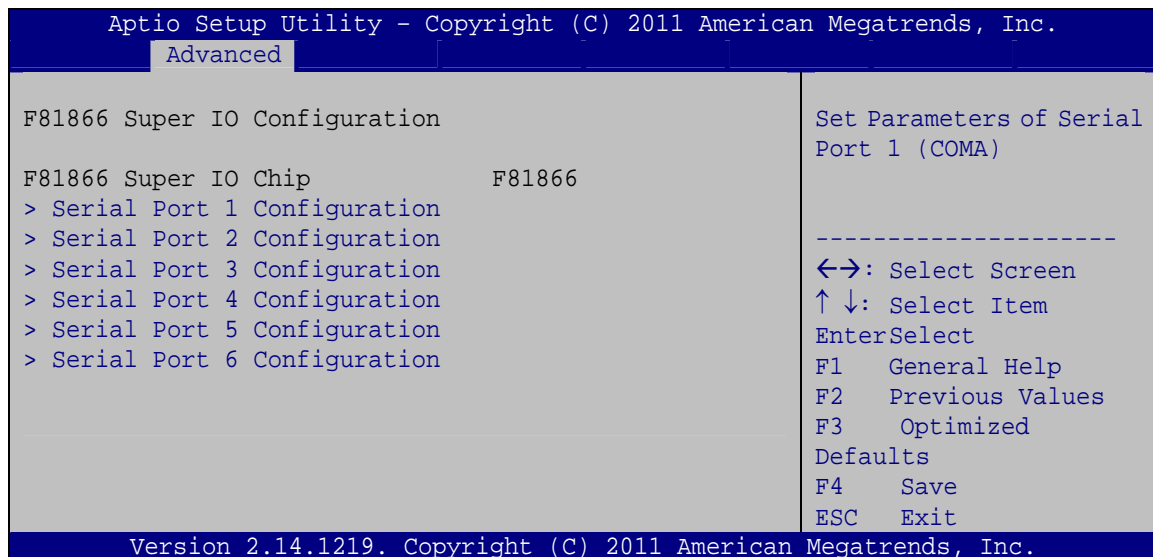 Aptio Setup Utility – Copyright (C) 2011 American Megatrends, Inc.
Advanced
F81866 Super IO Configuration
F81866 Super IO Chip F81866
> Serial Port 1 Configuration
> Serial Port 2 Configuration
> Serial Port 3 Configuration
> Serial Port 4 Configuration
> Serial Port 5 Configuration
> Serial Port 6 Configuration
Set Parameters of Serial
Port 1 (COMA)
---------------------
←→: Select Screen
↑ ↓: Select Item
EnterSelect
F1 General Help
F2 Previous Values
F3 Optimized
Defaults
F4 Save
ESC Exit
Version 2.14.1219. Copyright (C) 2011 American Megatrends, Inc.